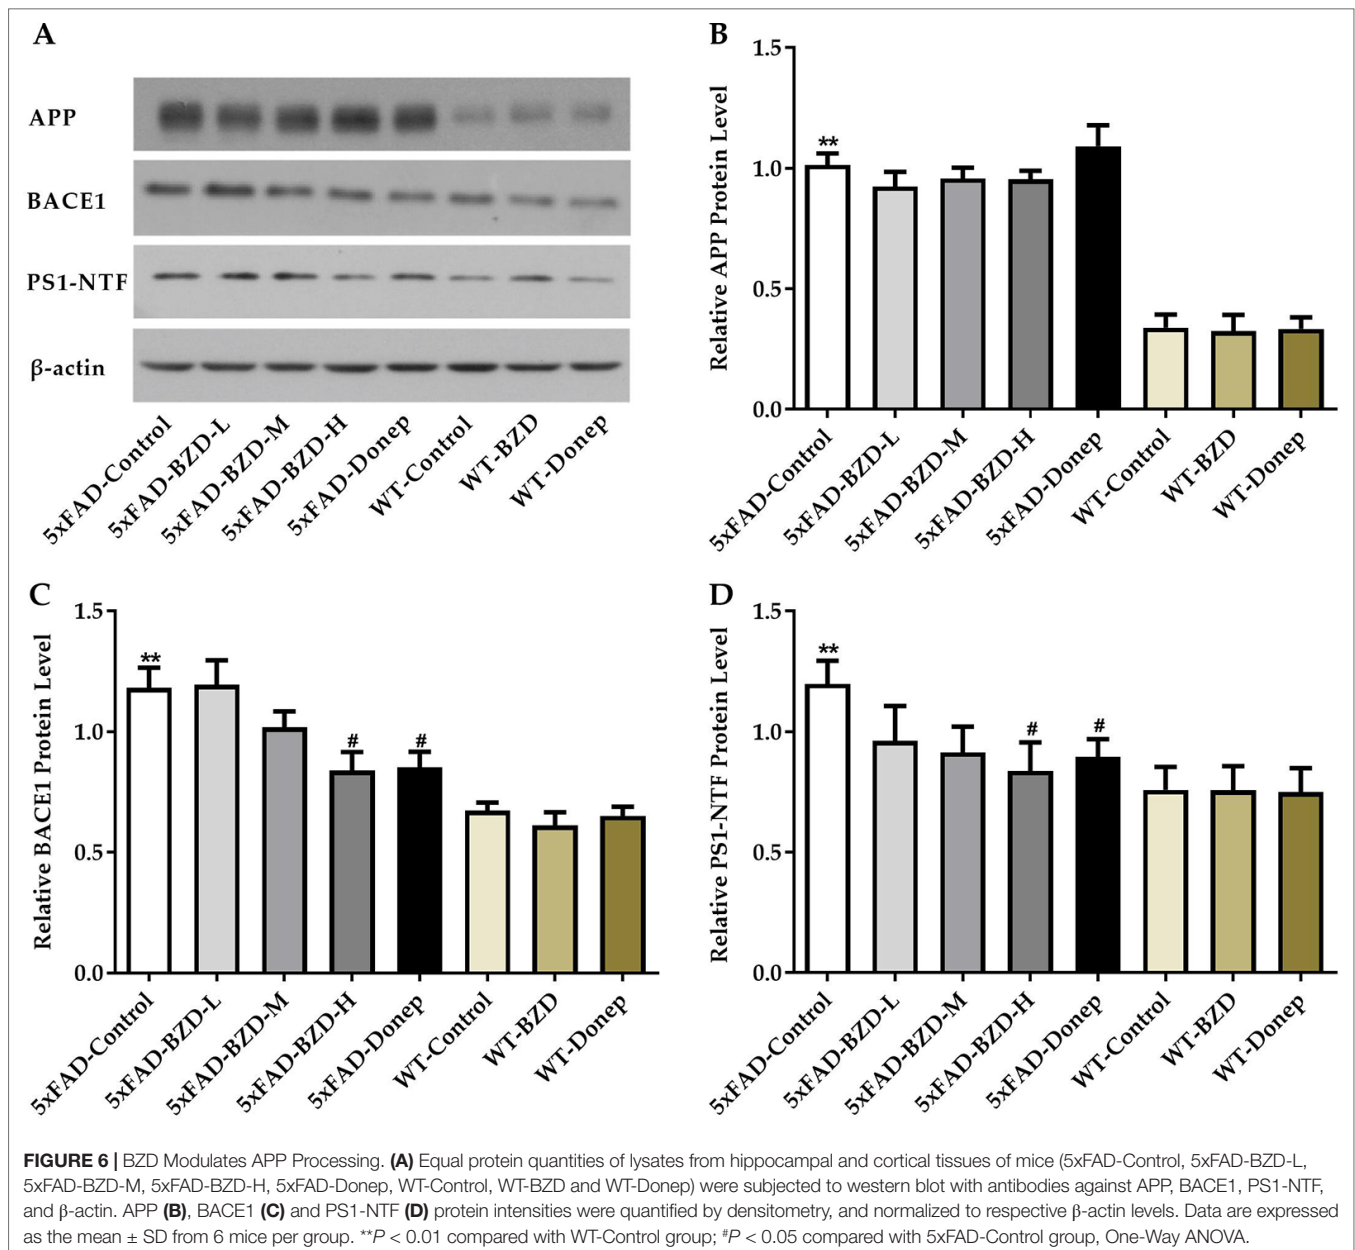 A
APP
BACE1
PS1-NTF
β-actin
5xFAD-Control
5xFAD-BZD-L
5xFAD-BZD-M
5xFAD-BZD-H
5xFAD-Donep
WT-Control
WT-BZD
WT-Donep
B
Relative APP Protein Level
1.5
1.0
0.5
0.0
**
5xFAD-Control
5xFAD-BZD-L
5xFAD-BZD-M
5xFAD-BZD-H
5xFAD-Donep
WT-Control
WT-BZD
WT-Donep
C
Relative BACE1 Protein Level
1.5
1.0
0.5
0.0
**
#
#
5xFAD-Control
5xFAD-BZD-L
5xFAD-BZD-M
5xFAD-BZD-H
5xFAD-Donep
WT-Control
WT-BZD
WT-Donep
D
Relative PS1-NTF Protein Level
1.5
1.0
0.5
0.0
**
#
#
5xFAD-Control
5xFAD-BZD-L
5xFAD-BZD-M
5xFAD-BZD-H
5xFAD-Donep
WT-Control
WT-BZD
WT-Donep
FIGURE 6 | BZD Modulates APP Processing. (A) Equal protein quantities of lysates from hippocampal and cortical tissues of mice (5xFAD-Control, 5xFAD-BZD-L,
5xFAD-BZD-M, 5xFAD-BZD-H, 5xFAD-Donep, WT-Control, WT-BZD and WT-Donep) were subjected to western blot with antibodies against APP, BACE1, PS1-NTF,
and β-actin. APP (B), BACE1 (C) and PS1-NTF (D) protein intensities were quantified by densitometry, and normalized to respective β-actin levels. Data are expressed
as the mean ± SD from 6 mice per group. **P < 0.01 compared with WT-Control group; #P < 0.05 compared with 5xFAD-Control group, One-Way ANOVA.